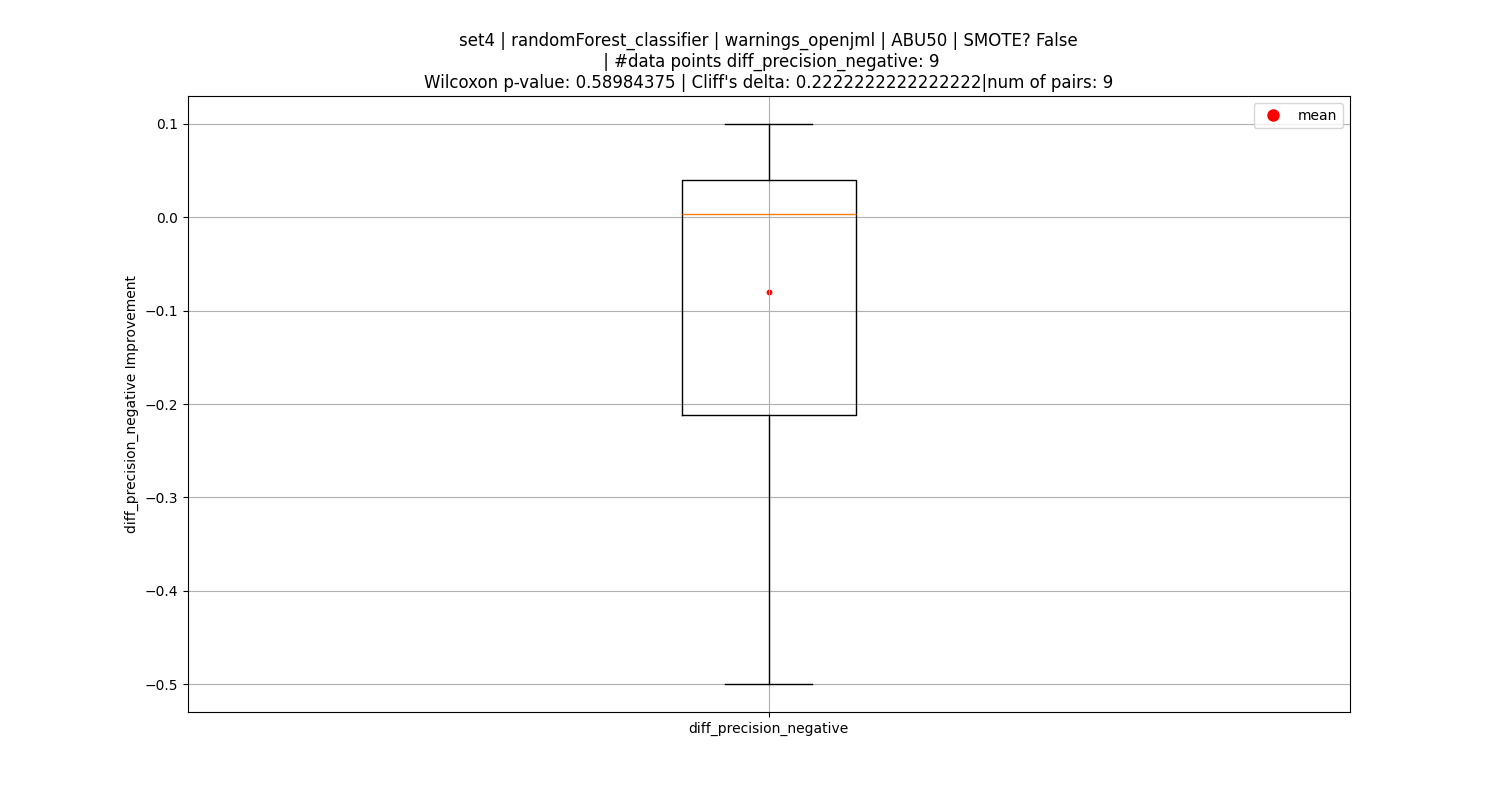 set4 | randomForest_classifier | warnings_openjml | ABU50 | SMOTE? False
| #data points diff_precision_negative: 9
Wilcoxon p-value: 0.58984375 | Cliff's delta: 0.2222222222222222|num of pairs: 9
mean
0.1
0.0
−0.1
−0.2
−0.3
−0.4
−0.5
diff_precision_negative Improvement
diff_precision_negative